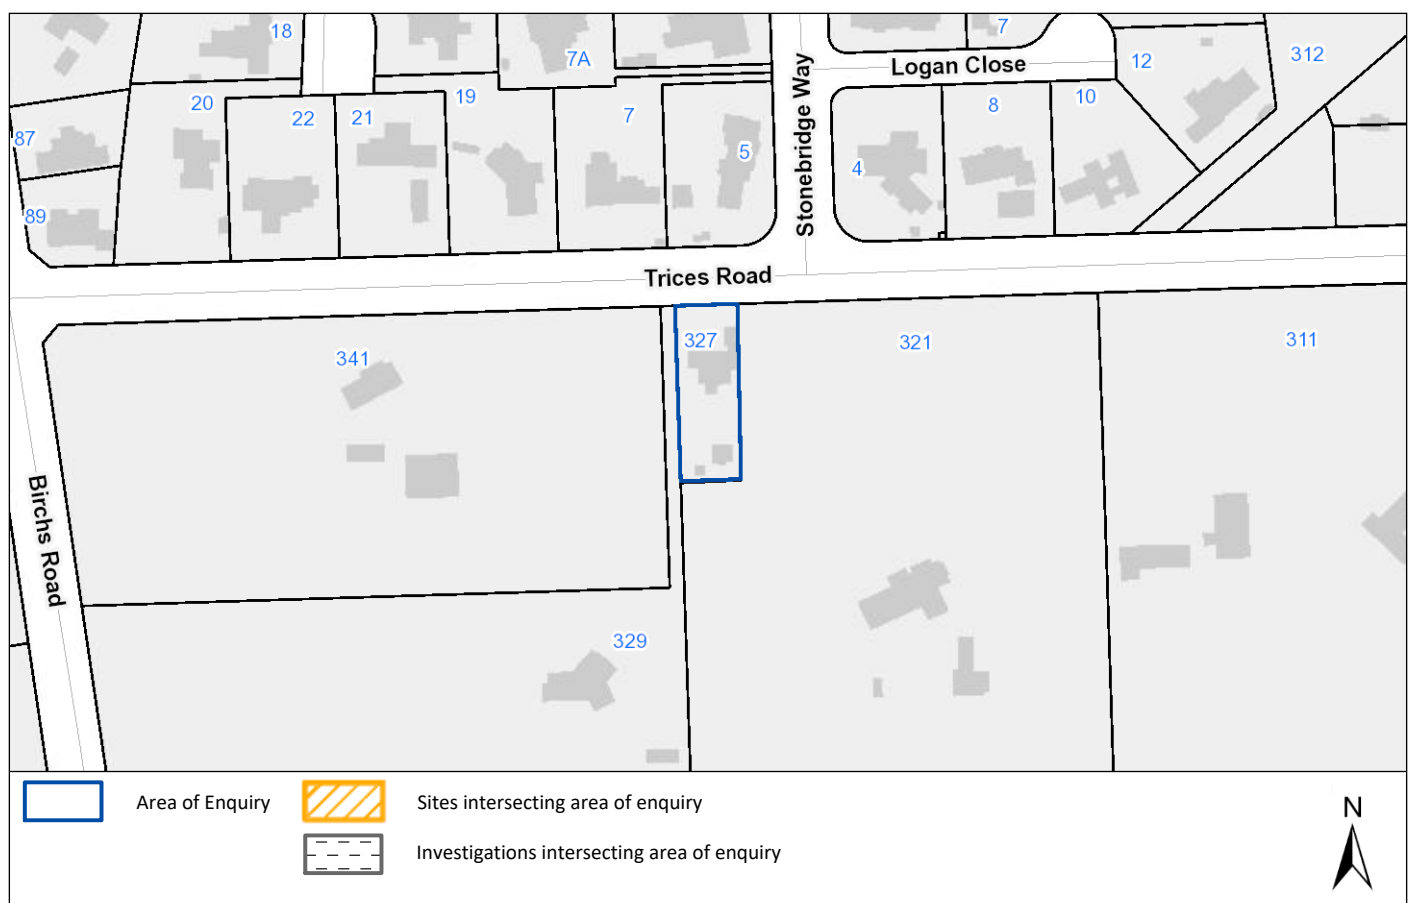 18
7A
7
Logan Close
12
312
20
22
21
19
7
8
10
87
5
4
89
Stonebridge Way
Trices Road
341
327
321
311
Birchs Road
329
Area of Enquiry
Sites intersecting area of enquiry
Investigations intersecting area of enquiry
N